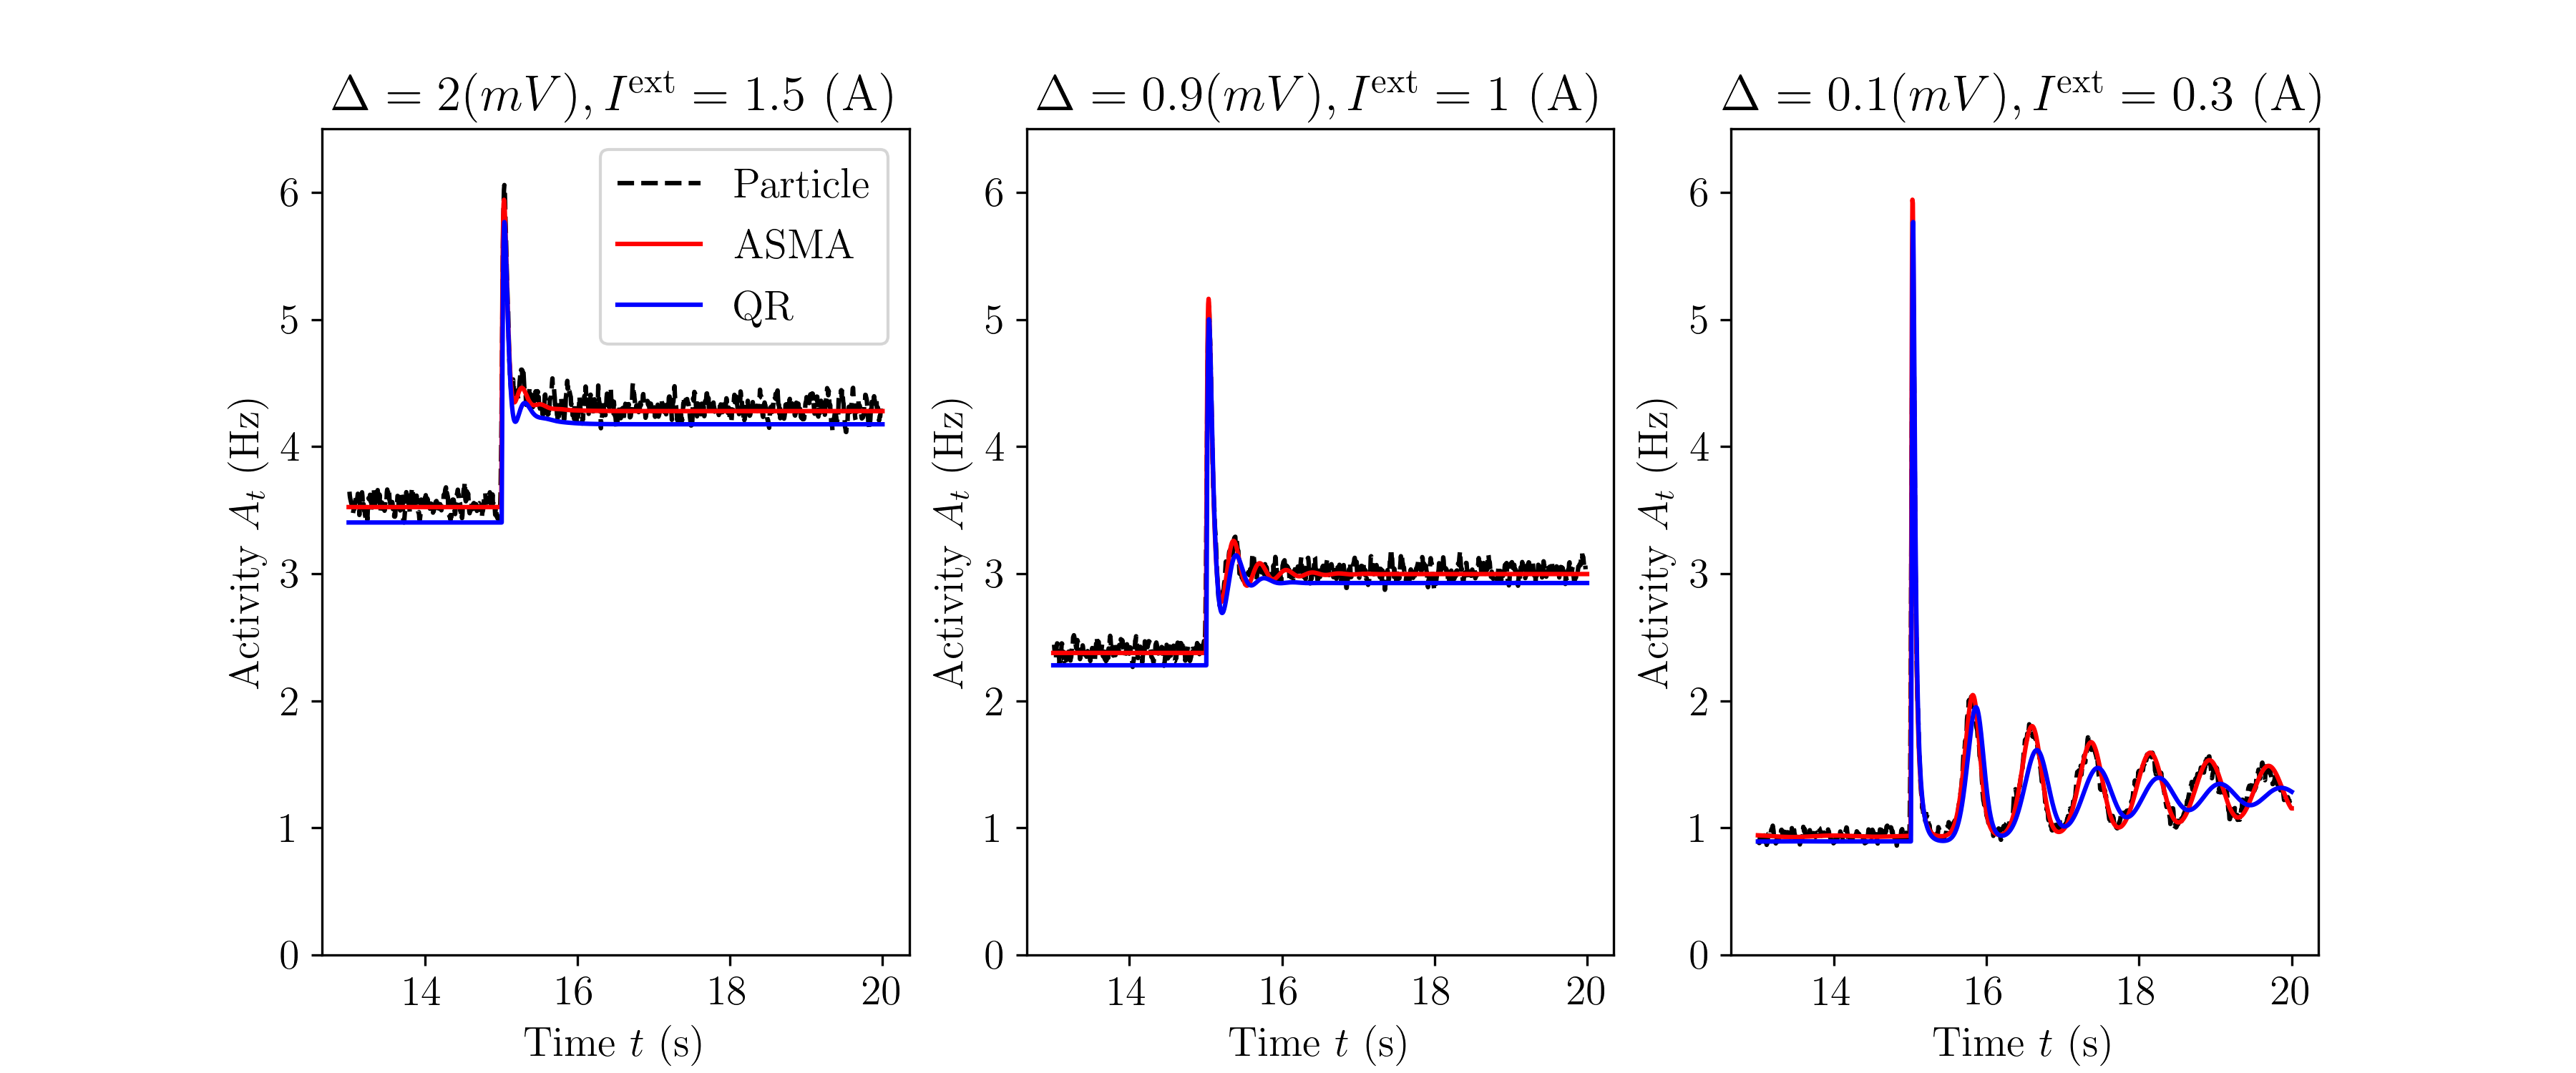 Δ = 2(mV), I^ext = 1.5 (A)
Activity A_t (Hz)
6
5
4
3
2
1
0
Particle
ASMA
QR
14 16 18 20
Time t (s)
Δ = 0.9(mV), I^ext = 1 (A)
Activity A_t (Hz)
6
5
4
3
2
1
0
14 16 18 20
Time t (s)
Δ = 0.1(mV), I^ext = 0.3 (A)
Activity A_t (Hz)
6
5
4
3
2
1
0
14 16 18 20
Time t (s)